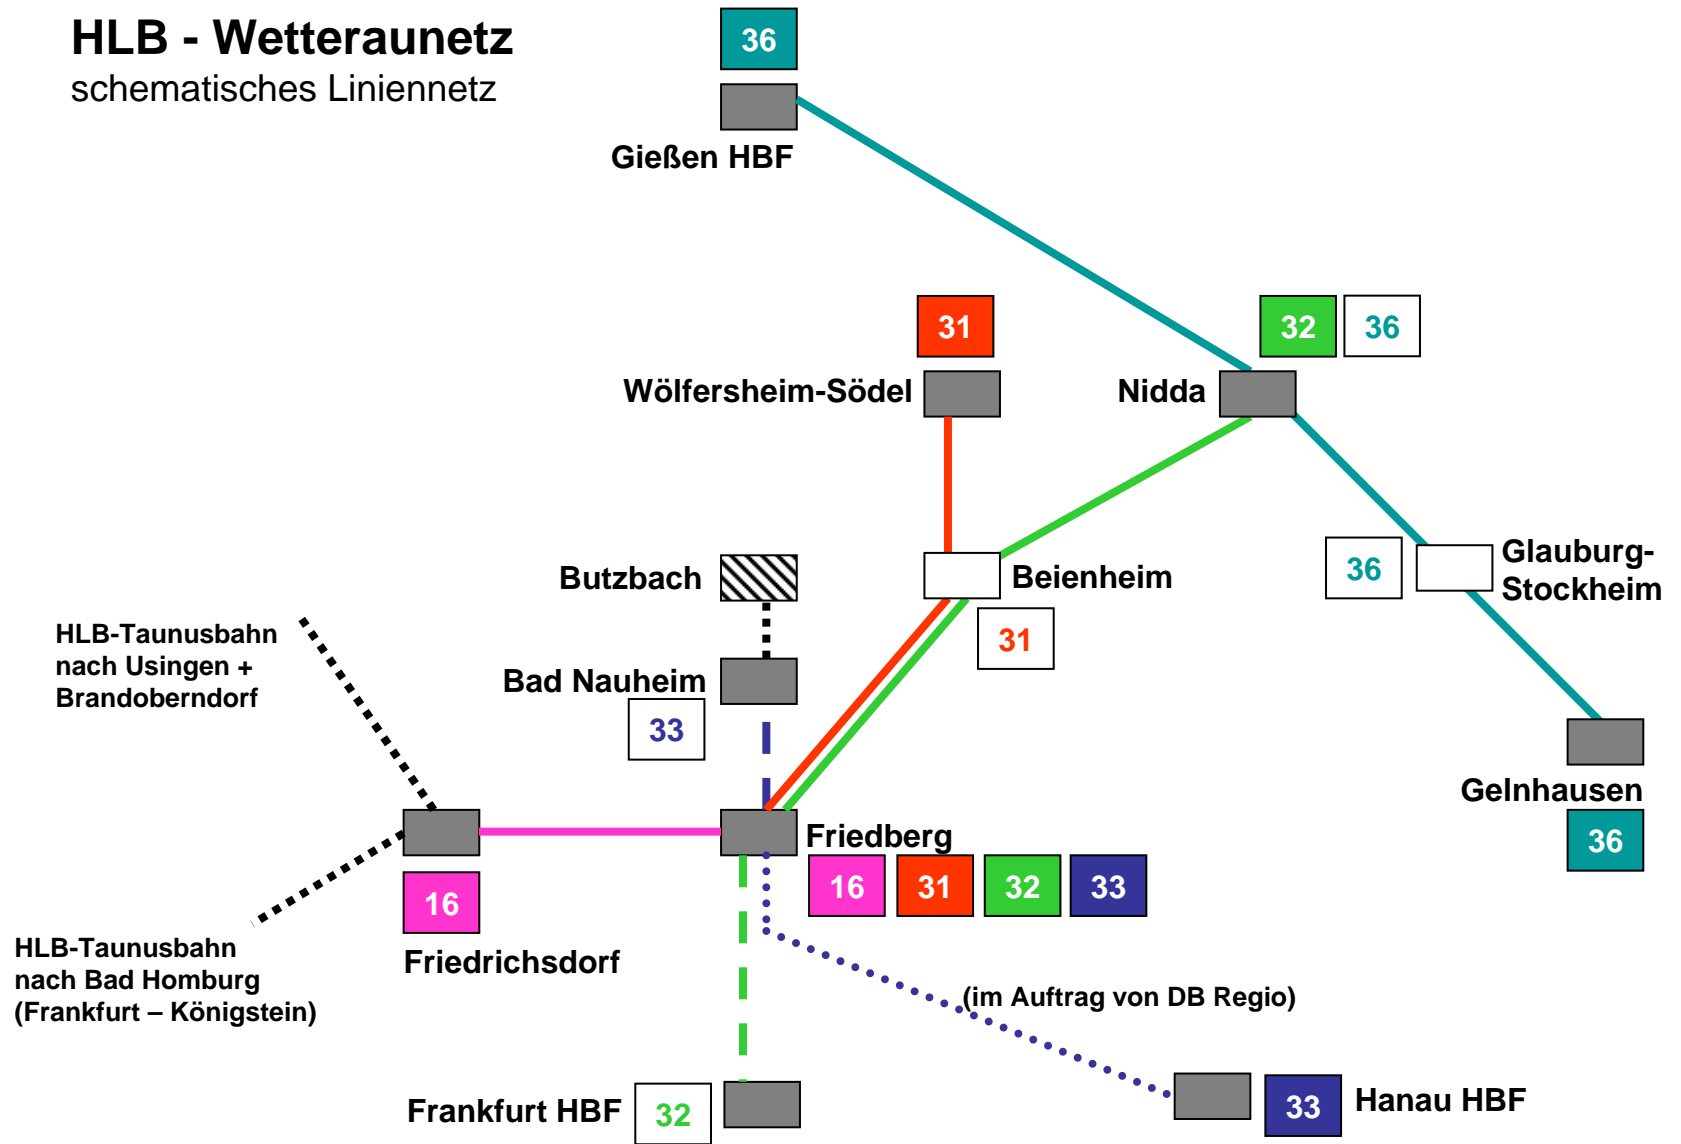 HLB - Wetteraunetz
schematisches Liniennetz
36
Gießen HBF
31
32
36
Wölfersheim-Södel
Nidda
Butzbach
Beienheim
36
Glauburg-
Stockheim
31
HLB-Taunusbahn
nach Usingen +
Brandoberndorf
Bad Nauheim
33
Gelnhausen
36
Friedberg
16
31
32
33
16
Friedrichsdorf
HLB-Taunusbahn
nach Bad Homburg
(Frankfurt – Königstein)
(im Auftrag von DB Regio)
Frankfurt HBF
32
33
Hanau HBF